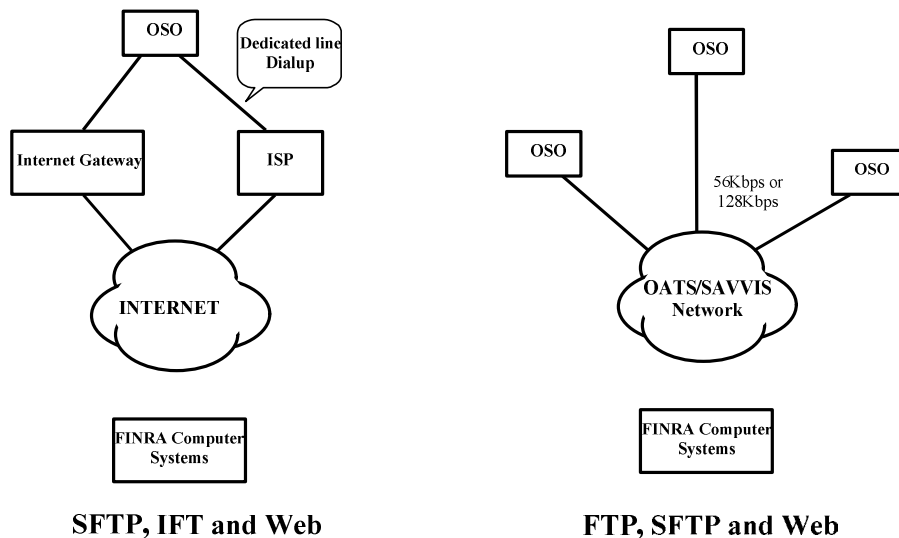 OSO
Dedicated line
Dialup
Internet Gateway
ISP
INTERNET
FINRA Computer
Systems
SFTP, IFT and Web
OSO
OSO
OSO
56Kbps or
128Kbps
OATS/SAVVIS
Network
FINRA Computer
Systems
FTP, SFTP and Web